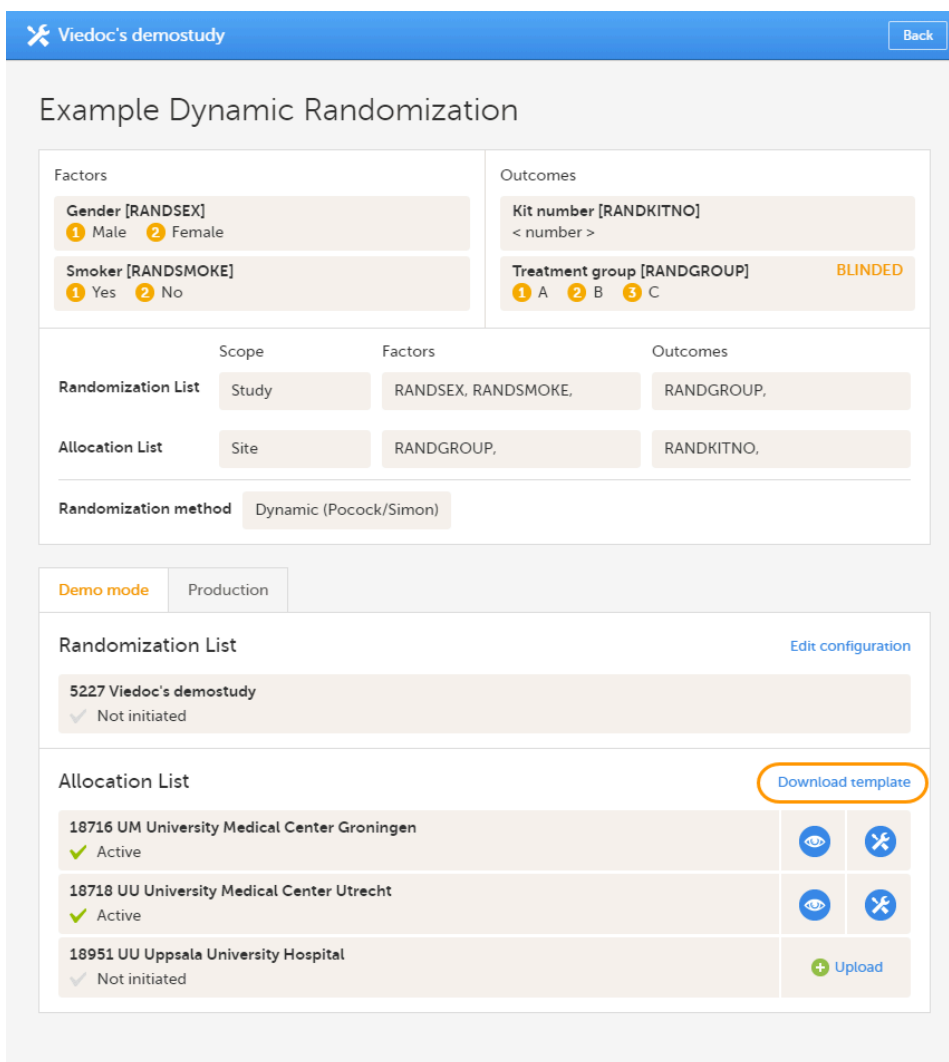 Viedoc's demostudy
Back
Example Dynamic Randomization
Factors
Gender [RANDSEX]
1 Male 2 Female
Smoker [RANDSMOKE]
1 Yes 2 No
Outcomes
Kit number [RANDKITNO]
< number >
Treatment group [RANDGROUP] BLINDED
1 A 2 B 3 C
Scope Factors Outcomes
Randomization List Study RANDSEX, RANDSMOKE, RANDGROUP,
Allocation List Site RANDGROUP, RANDKITNO,
Randomization method Dynamic (Pocock/Simon)
Demo mode Production
Randomization List Edit configuration
5227 Viedoc's demostudy
Not initiated
Allocation List Download template
18716 UM University Medical Center Groningen
Active
18718 UU University Medical Center Utrecht
Active
18951 UU Uppsala University Hospital
Not initiated
Upload